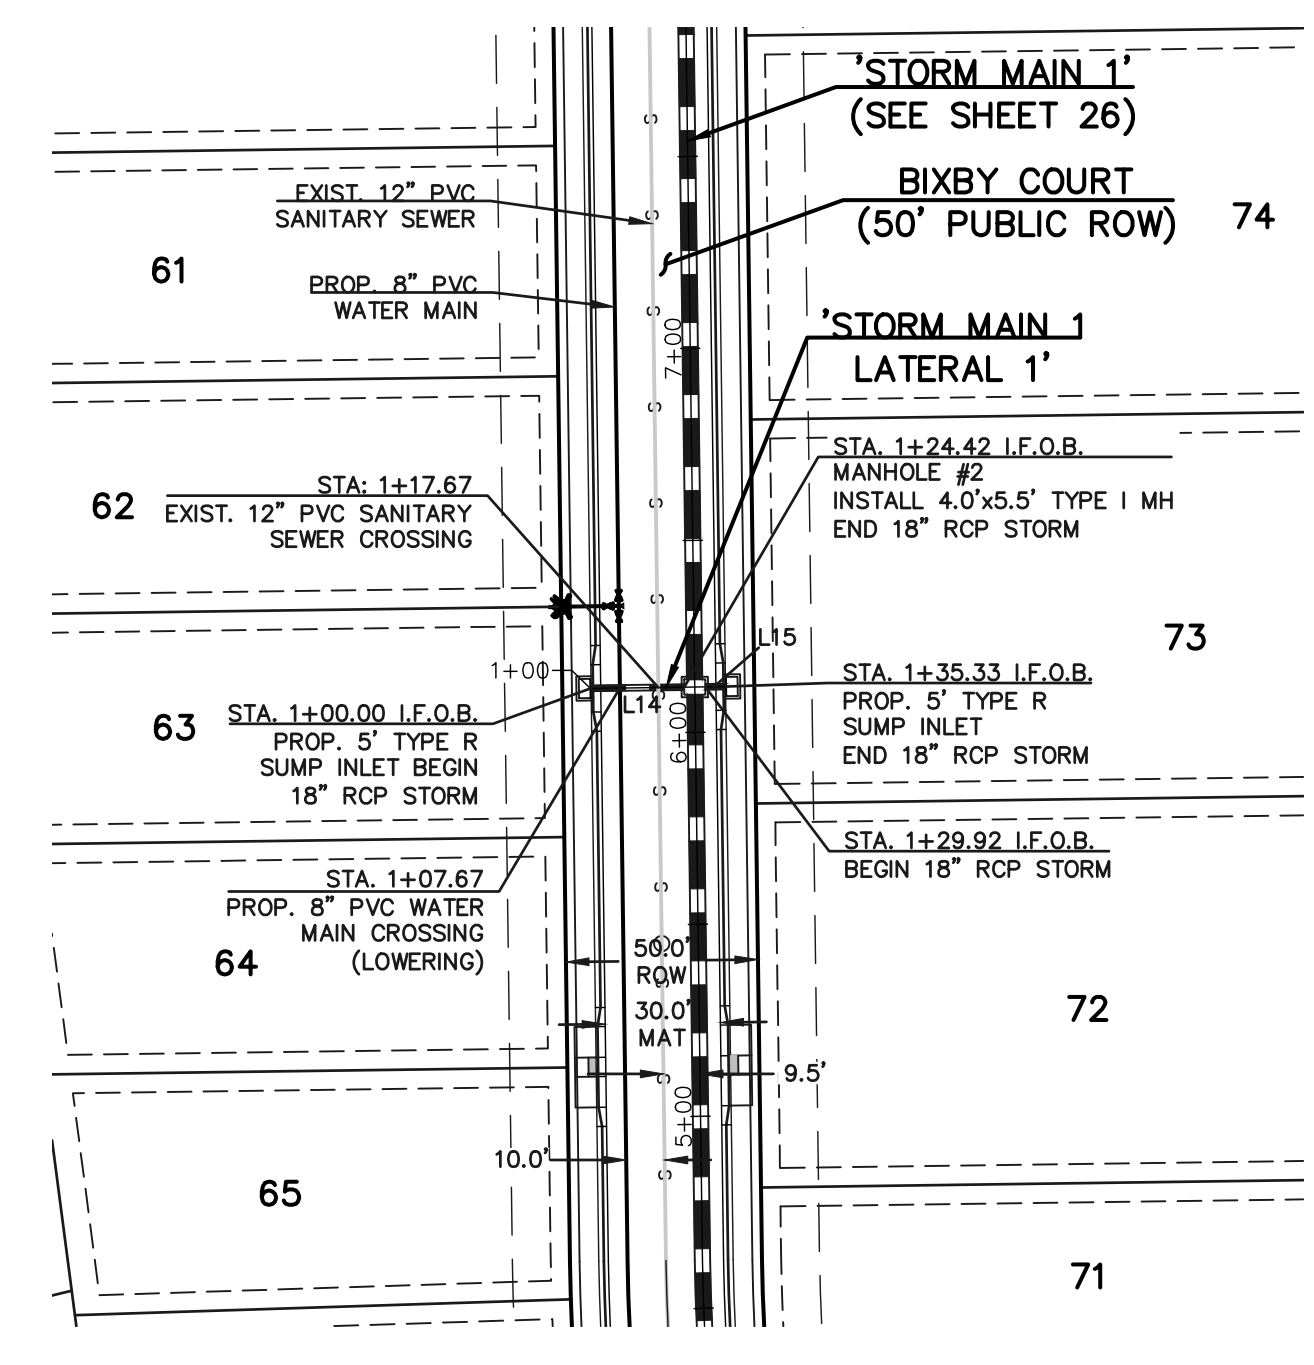 'STORM MAIN 1'
(SEE SHEET 26)
BIXBY COURT
(50' PUBLIC ROW)
74
EXIST. 12" PVC
SANITARY SEWER
61
PROP. 8" PVC
WATER MAIN
7+00
'STORM MAIN 1
LATERAL 1'
STA. 1+24.42 I.F.O.B.
MANHOLE #2
INSTALL 4.0'x5.5' TYPE I MH
END 18" RCP STORM
62
STA: 1+17.67
EXIST. 12" PVC SANITARY
SEWER CROSSING
73
L15
1+00
L14
6+00
STA. 1+35.33 I.F.O.B.
PROP. 5' TYPE R
SUMP INLET
END 18" RCP STORM
63
STA. 1+00.00 I.F.O.B.
PROP. 5' TYPE R
SUMP INLET BEGIN
18" RCP STORM
STA. 1+29.92 I.F.O.B.
BEGIN 18" RCP STORM
STA. 1+07.67
PROP. 8" PVC WATER
MAIN CROSSING
(LOWERING)
64
50.0'
ROW
30.0'
MAT
72
9.5'
5+00
10.0'
65
71
S
S
S
S
S
S
S
S
S
S
S
S